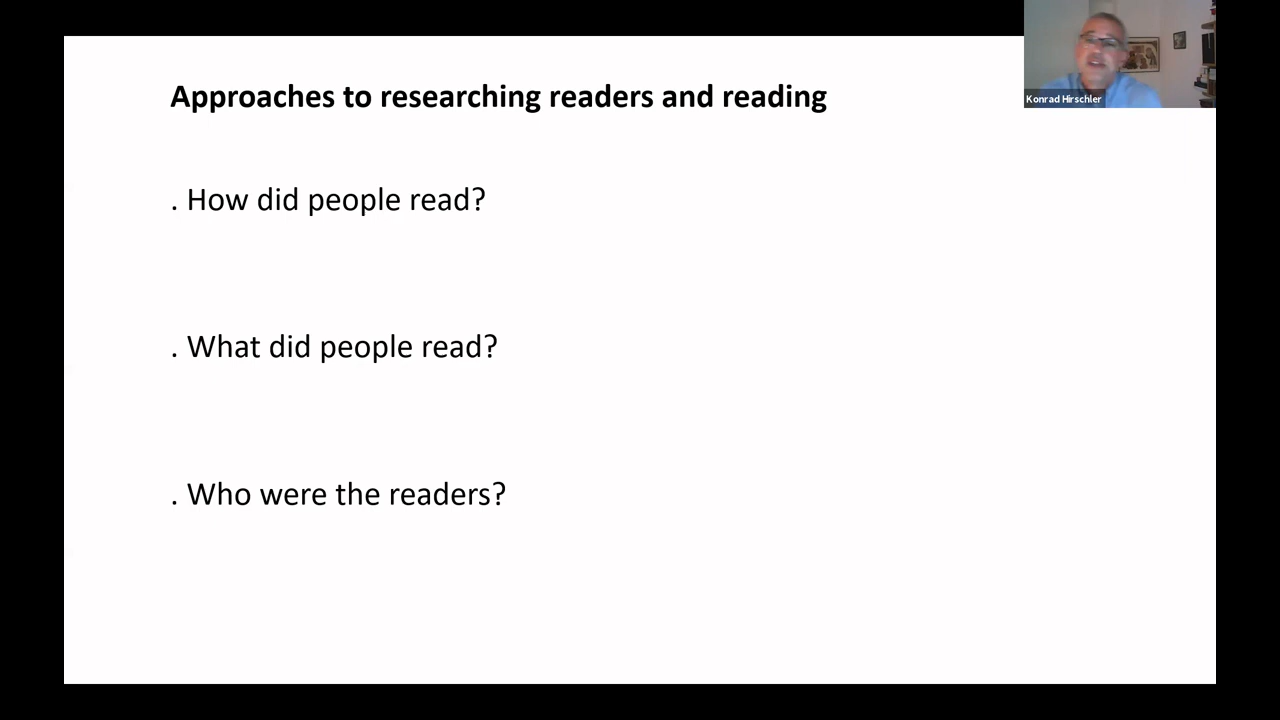 Approaches to researching readers and reading
. How did people read?
. What did people read?
. Who were the readers?
Konrad Hirschler